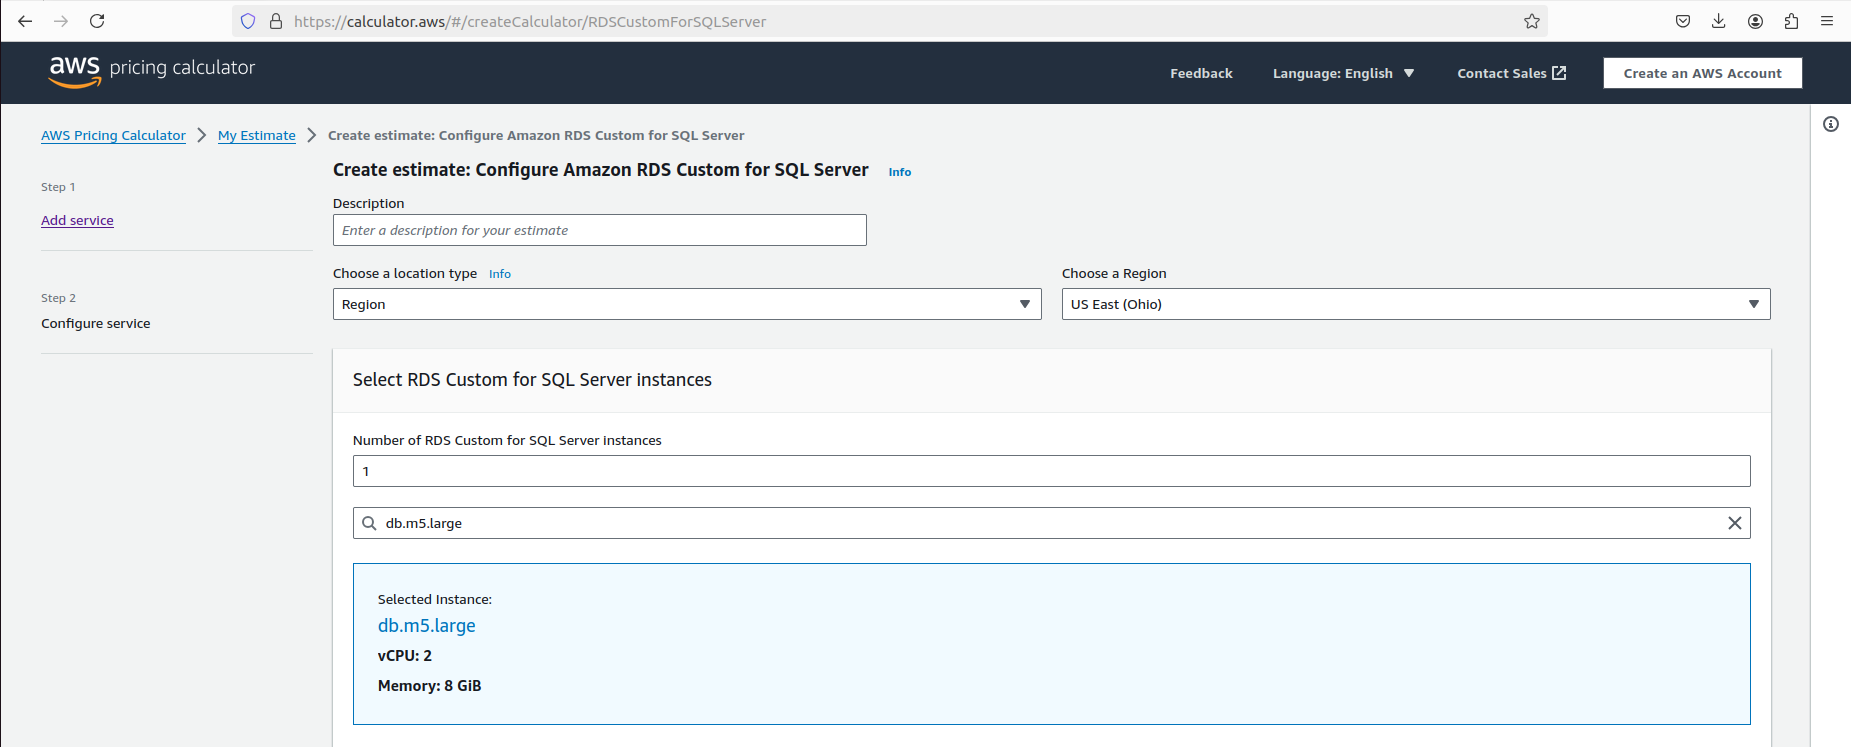 https://calculator.aws/#/createCalculator/RDSCustomForSQLServer
aws pricing calculator
Feedback
Language: English
Contact Sales
Create an AWS Account
AWS Pricing Calculator
My Estimate
Create estimate: Configure Amazon RDS Custom for SQL Server
Step 1
Add service
Step 2
Configure service
Create estimate: Configure Amazon RDS Custom for SQL Server Info
Description
Enter a description for your estimate
Choose a location type Info
Region
Choose a Region
US East (Ohio)
Select RDS Custom for SQL Server instances
Number of RDS Custom for SQL Server instances
1
db.m5.large
Selected Instance:
db.m5.large
vCPU: 2
Memory: 8 GiB